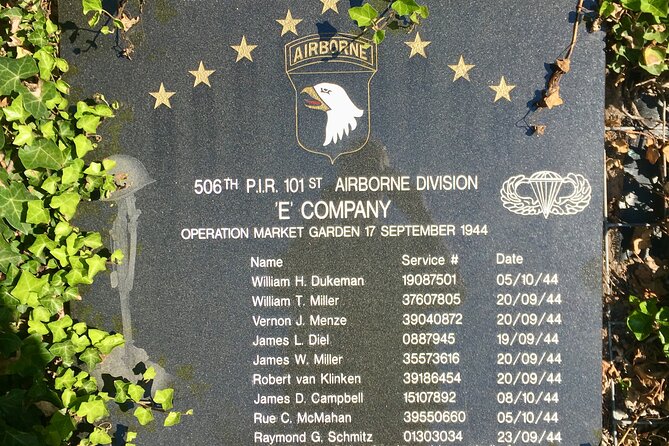 AIRBORNE
506TH P.I.R. 101ST AIRBORNE DIVISION
'E' COMPANY
OPERATION MARKET GARDEN 17 SEPTEMBER 1944
Name Service # Date
William H. Dukeman 19087501 05/10/44
William T. Miller 37607805 20/09/44
Vernon J. Menze 39040872 20/09/44
James L. Diel 0887945 19/09/44
James W. Miller 35573616 20/09/44
Robert van Klinken 39186454 20/09/44
James D. Campbell 15107892 08/10/44
Rue C. McMahan 39550660 05/10/44
Raymond G. Schmitz 01303034 23/09/44